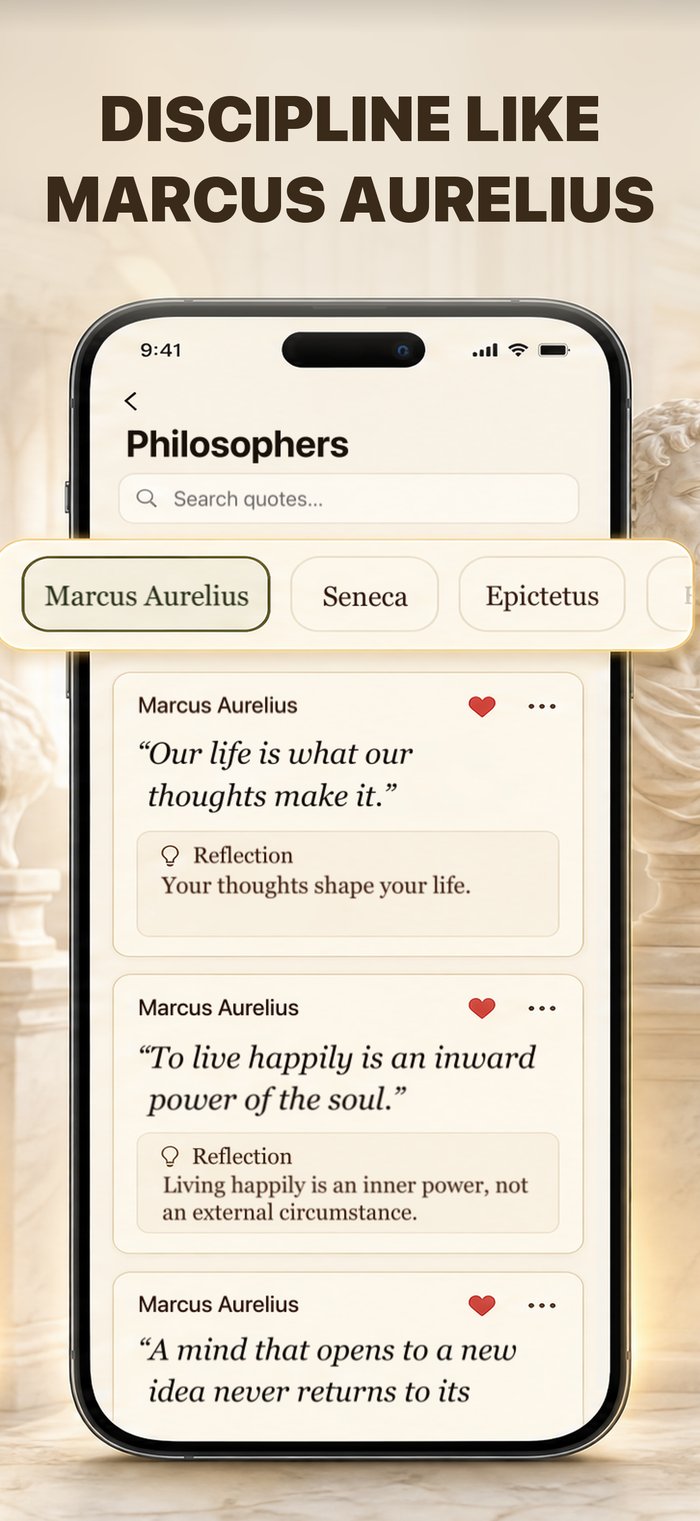 DISCIPLINE LIKE
MARCUS AURELIUS
9:41
Philosophers
Search quotes...
Marcus Aurelius
Seneca
Epictetus
Marcus Aurelius
“Our life is what our
thoughts make it.”
Reflection
Your thoughts shape your life.
Marcus Aurelius
“To live happily is an inward
power of the soul.”
Reflection
Living happily is an inner power, not
an external circumstance.
Marcus Aurelius
“A mind that opens to a new
idea never returns to its